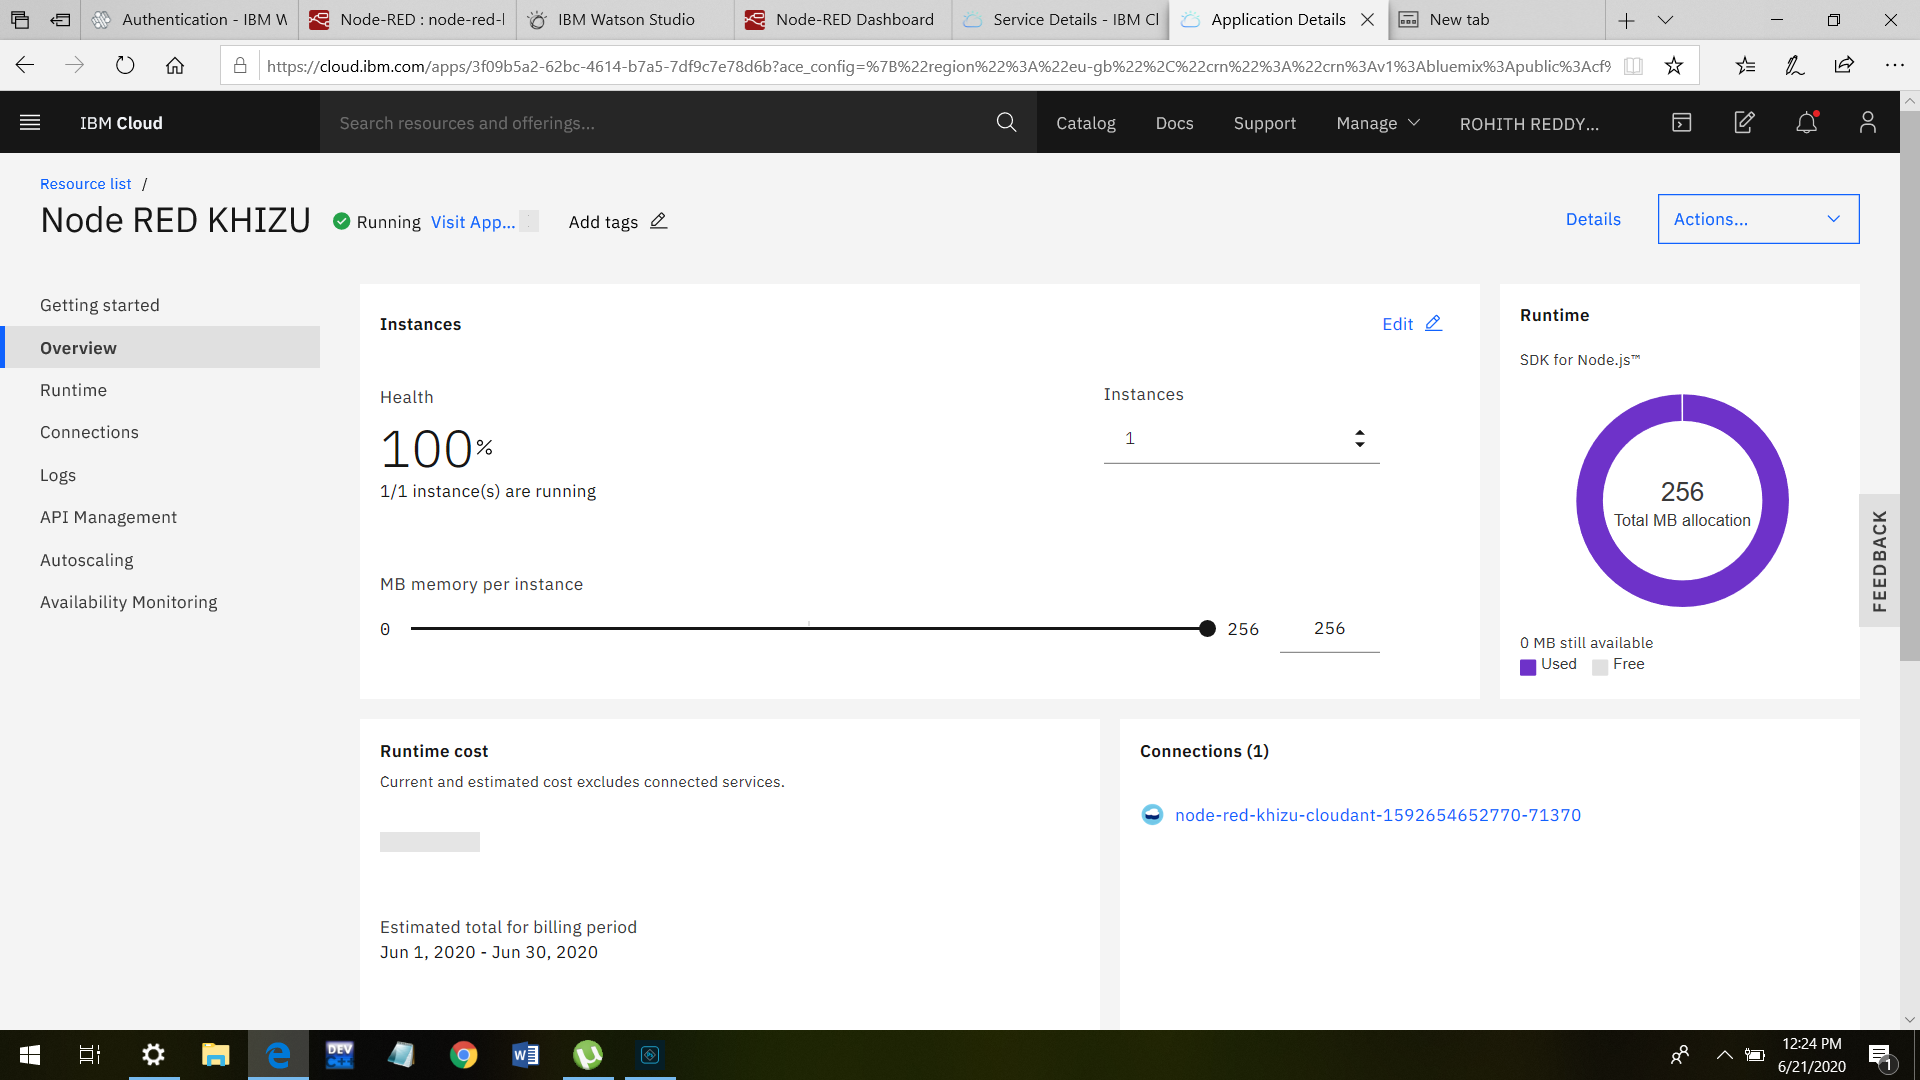 Authentication - IBM W
Node-RED : node-red-l
IBM Watson Studio
Node-RED Dashboard
Service Details - IBM Cl
Application Details
New tab
https://cloud.ibm.com/apps/3f09b5a2-62bc-4614-b7a5-7df9c7e78d6b?ace_config=%7B%22region%22%3A%22eu-gb%22%2C%22crn%22%3A%22crn%3Av1%3Abluemix%3Apublic%3Acf%
IBM Cloud
Search resources and offerings...
Catalog
Docs
Support
Manage
ROHITH REDDY...
Resource list /
Node RED KHIZU
Running
Visit App...
Add tags
Details
Actions...
Getting started
Overview
Runtime
Connections
Logs
API Management
Autoscaling
Availability Monitoring
Instances
Edit
Health
100%
1/1 instance(s) are running
Instances
1
MB memory per instance
0
256
256
Runtime
SDK for Node.js™
256
Total MB allocation
0 MB still available
Used
Free
FEEDBACK
Runtime cost
Current and estimated cost excludes connected services.
Estimated total for billing period
Jun 1, 2020 - Jun 30, 2020
Connections (1)
node-red-khizu-cloudant-1592654652770-71370
DEV
C++
12:24 PM
6/21/2020
1